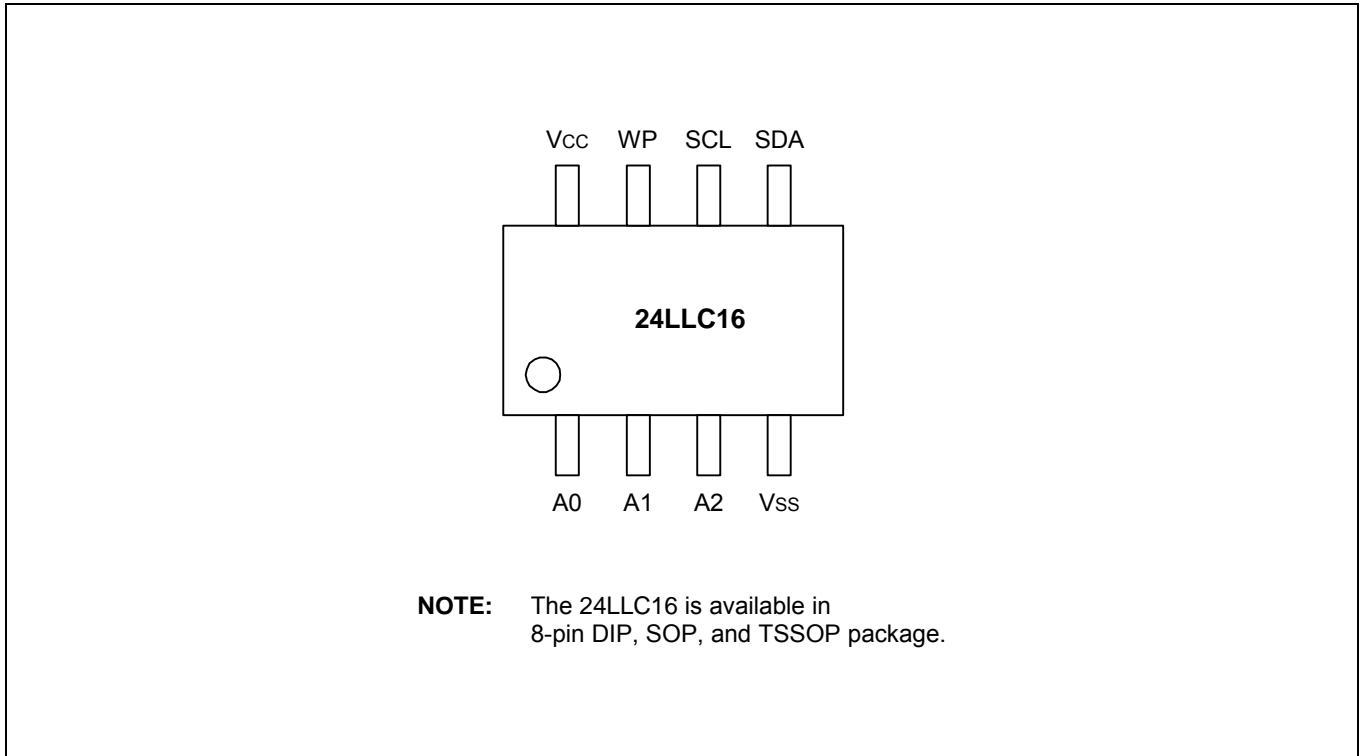 VCC WP SCL SDA
24LLC16
A0 A1 A2 VSS
NOTE: The 24LLC16 is available in
8-pin DIP, SOP, and TSSOP package.